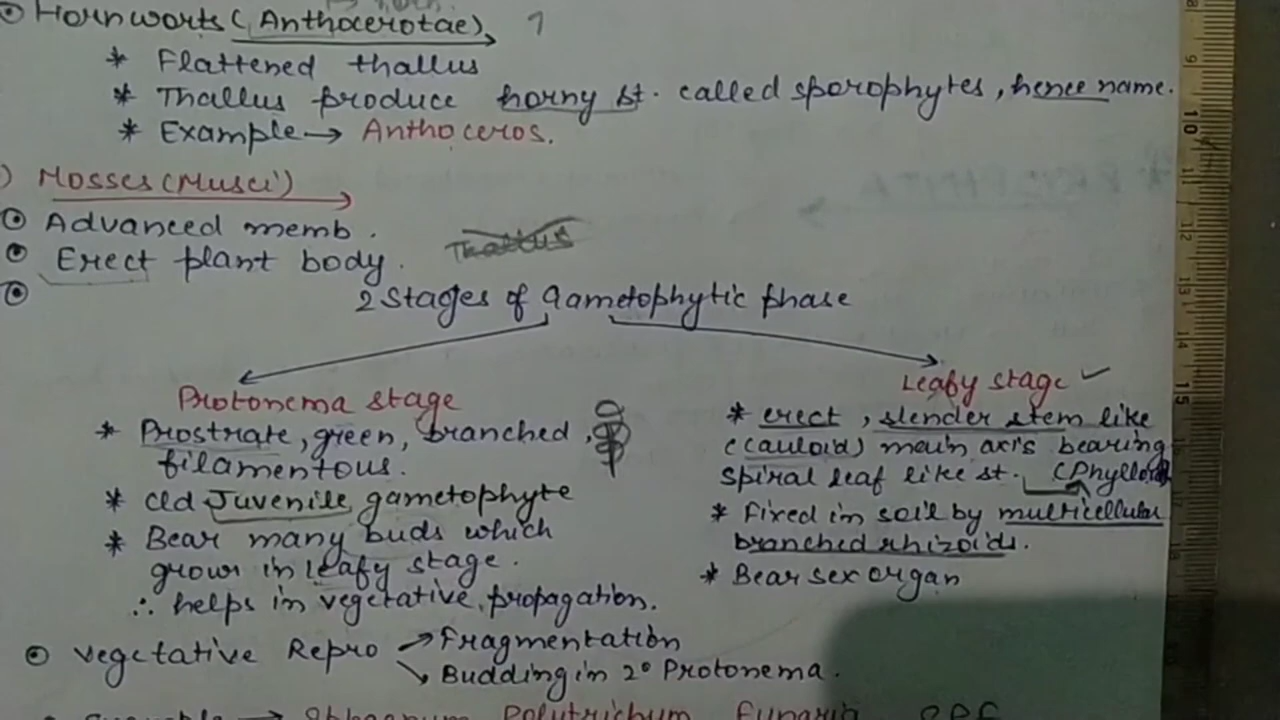 Hornworts (Anthocerotae)
* Flattened thallus
* Thallus produce horny st. called sporophytes, hence name.
* Example → Anthoceros.
) Mosses (Musci)
Advanced memb.
Erect plant body.
2 Stages of gametophytic phase
Protonema stage
* Prostrate, green, branched,
filamentous.
* cld Juvenile gametophyte
* Bear many buds which
grow in leafy stage.
∴ helps in vegetative propagation.
Leafy stage ✓
* erect, slender stem like
(cauloid) main axis bearing
spiral leaf like st.
* Fixed in soil by multicellular
branched rhizoids.
* Bear sex organ
Vegetative Repro → Fragmentation
↘ Budding in 2° Protonema.
→ Sphagnum Polytrichum Funaria